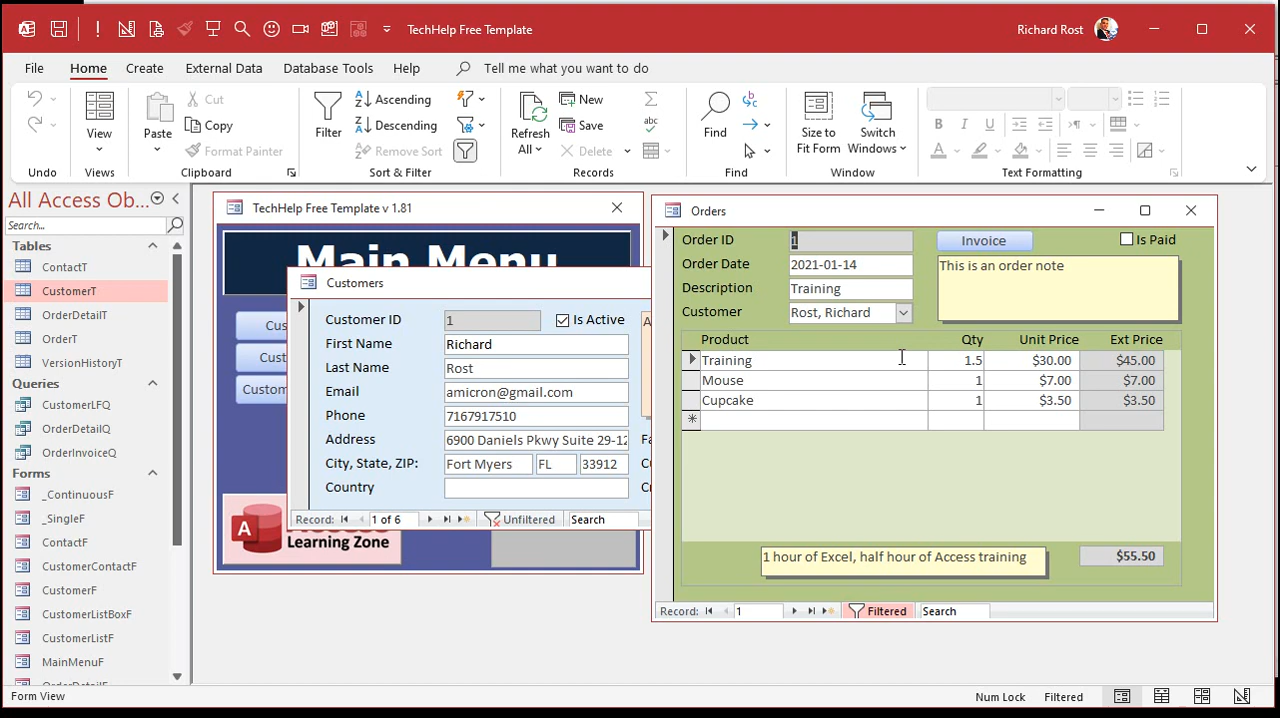 TechHelp Free Template
Richard Rost
File Home Create External Data Database Tools Help Tell me what you want to do
View
Paste
Cut
Copy
Format Painter
Filter
Ascending
Descending
Remove Sort
Refresh
All
New
Save
Delete
Find
Size to
Fit Form
Switch
Windows
Undo Views Clipboard Sort & Filter Records Find Window Text Formatting
All Access Ob...
Search...
Tables
ContactT
CustomerT
OrderDetailT
OrderT
VersionHistoryT
Queries
CustomerLFQ
OrderDetailQ
OrderInvoiceQ
Forms
_ContinuousF
_SingleF
ContactF
CustomerContactF
CustomerF
CustomerListBoxF
CustomerListF
MainMenuF
TechHelp Free Template v 1.81
Main Menu
Cus
Cust
Customer
Learning Zone
Customers
Customer ID 1 Is Active
First Name Richard
Last Name Rost
Email amicron@gmail.com
Phone 7167917510
Address 6900 Daniels Pkwy Suite 29-12
City, State, ZIP: Fort Myers FL 33912
Country
Record: 1 of 6 Unfiltered Search
Orders
Order ID 1 Invoice Is Paid
Order Date 2021-01-14 This is an order note
Description Training
Customer Rost, Richard
Product Qty Unit Price Ext Price
Training 1.5 $30.00 $45.00
Mouse 1 $7.00 $7.00
Cupcake 1 $3.50 $3.50
1 hour of Excel, half hour of Access training $55.50
Record: 1 Filtered Search
Form View Num Lock Filtered